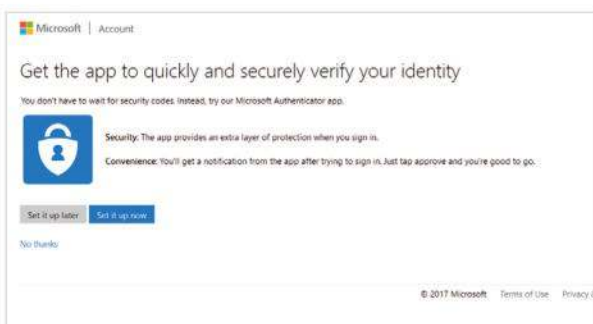 Microsoft | Account
Get the app to quickly and securely verify your identity
You don't have to wait for security codes. Instead, try our Microsoft Authenticator app.
Security: The app provides an extra layer of protection when you sign in.
Convenience: You'll get a notification from the app after trying to sign in. Just tap approve and you're good to go.
Set it up later Set it up now
No thanks
© 2017 Microsoft Terms of Use Privacy &